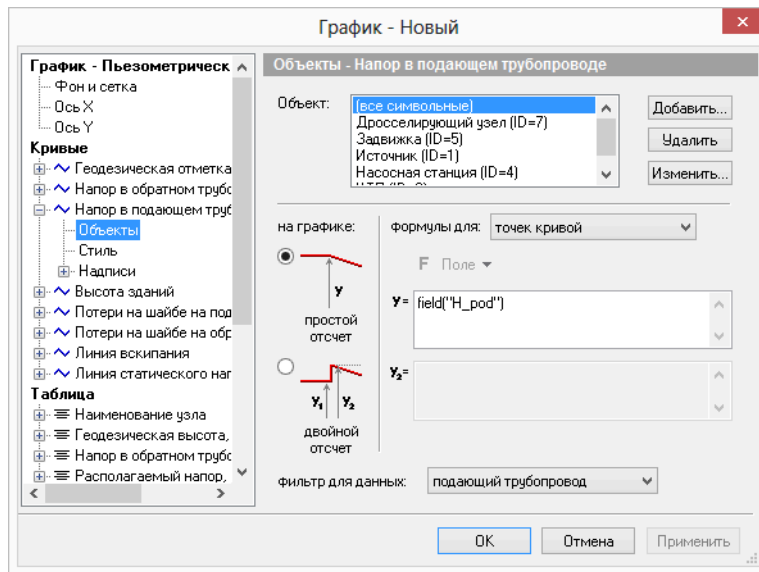 График - Новый
График - Пьезометрическ
Фон и сетка
Ось X
Ось Y
Кривые
Геодезическая отметка
Напор в обратном трубо
Напор в подающем труб
Объекты
Стиль
Надписи
Высота зданий
Потери на шайбе на под
Потери на шайбе на обр
Линия вскипания
Линия статического нап
Таблица
Наименование узла
Геодезическая высота,
Напор в обратном трубо
Располагаемый напор,
Объекты - Напор в подающем трубопроводе
Объект:
(все символьные)
Дросселирующий узел (ID=7)
Задвижка (ID=5)
Источник (ID=1)
Насосная станция (ID=4)
Добавить...
Удалить
Изменить...
на графике:
формулы для:
точек кривой
F Поле
y
простой
отсчет
y= field("H_pod")
y₁ y₂
двойной
отсчет
y₂=
фильтр для данных:
подающий трубопровод
OK
Отмена
Применить